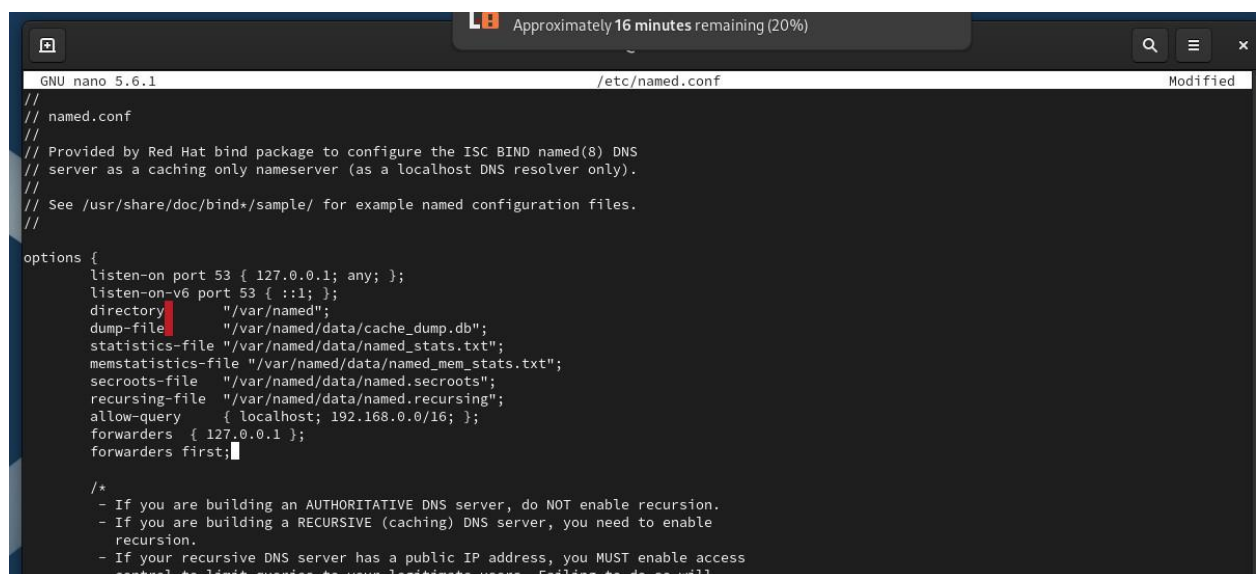 Approximately 16 minutes remaining (20%)
GNU nano 5.6.1 /etc/named.conf Modified
//
// named.conf
//
// Provided by Red Hat bind package to configure the ISC BIND named(8) DNS
// server as a caching only nameserver (as a localhost DNS resolver only).
//
// See /usr/share/doc/bind*/sample/ for example named configuration files.
//
options {
listen-on port 53 { 127.0.0.1; any; };
listen-on-v6 port 53 { ::1; };
directory "/var/named";
dump-file "/var/named/data/cache_dump.db";
statistics-file "/var/named/data/named_stats.txt";
memstatistics-file "/var/named/data/named_mem_stats.txt";
secroots-file "/var/named/data/named.secroots";
recursing-file "/var/named/data/named.recursing";
allow-query { localhost; 192.168.0.0/16; };
forwarders { 127.0.0.1 };
forwarders first;
/*
- If you are building an AUTHORITATIVE DNS server, do NOT enable recursion.
- If you are building a RECURSIVE (caching) DNS server, you need to enable
recursion.
- If your recursive DNS server has a public IP address, you MUST enable access